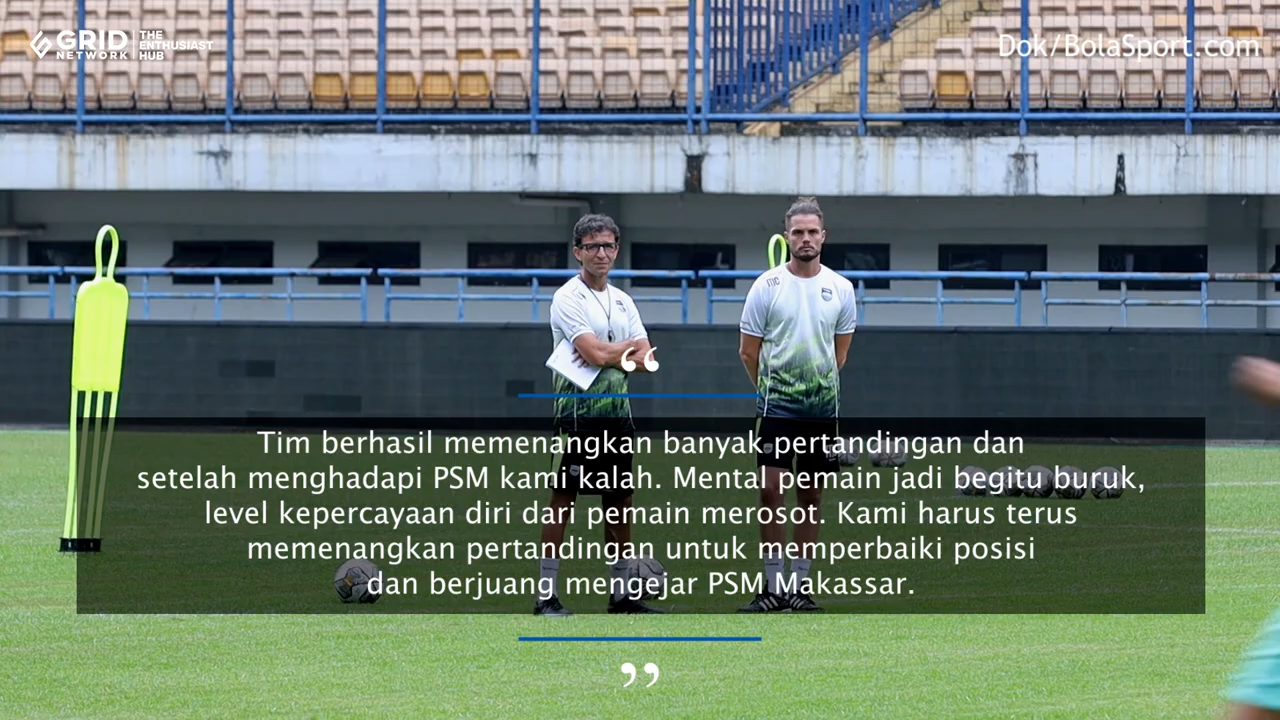 GRID
NETWORK
THE
ENTHUSIAST
HUB
Dok/BolaSport.com
MC
“
Tim berhasil memenangkan banyak pertandingan dan
setelah menghadapi PSM kami kalah. Mental pemain jadi begitu buruk,
level kepercayaan diri dari pemain merosot. Kami harus terus
memenangkan pertandingan untuk memperbaiki posisi
dan berjuang mengejar PSM Makassar.
”